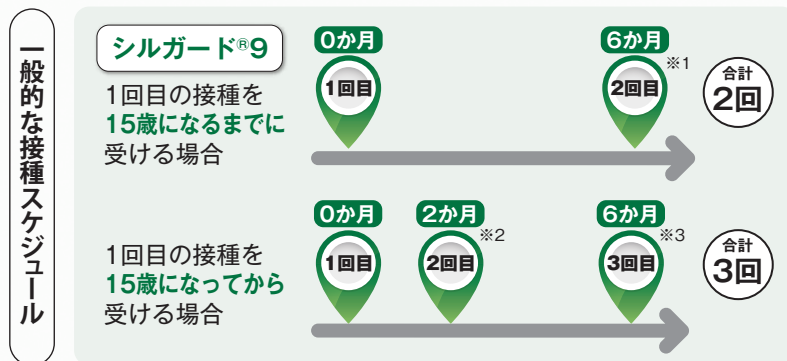 一般的な接種スケジュール
シルガード®9
1回目の接種を
15歳になるまでに
受ける場合
0か月
1回目
6か月
※1
2回目
合計
2回
1回目の接種を
15歳になってから
受ける場合
0か月
1回目
2か月
※2
2回目
6か月
※3
3回目
合計
3回